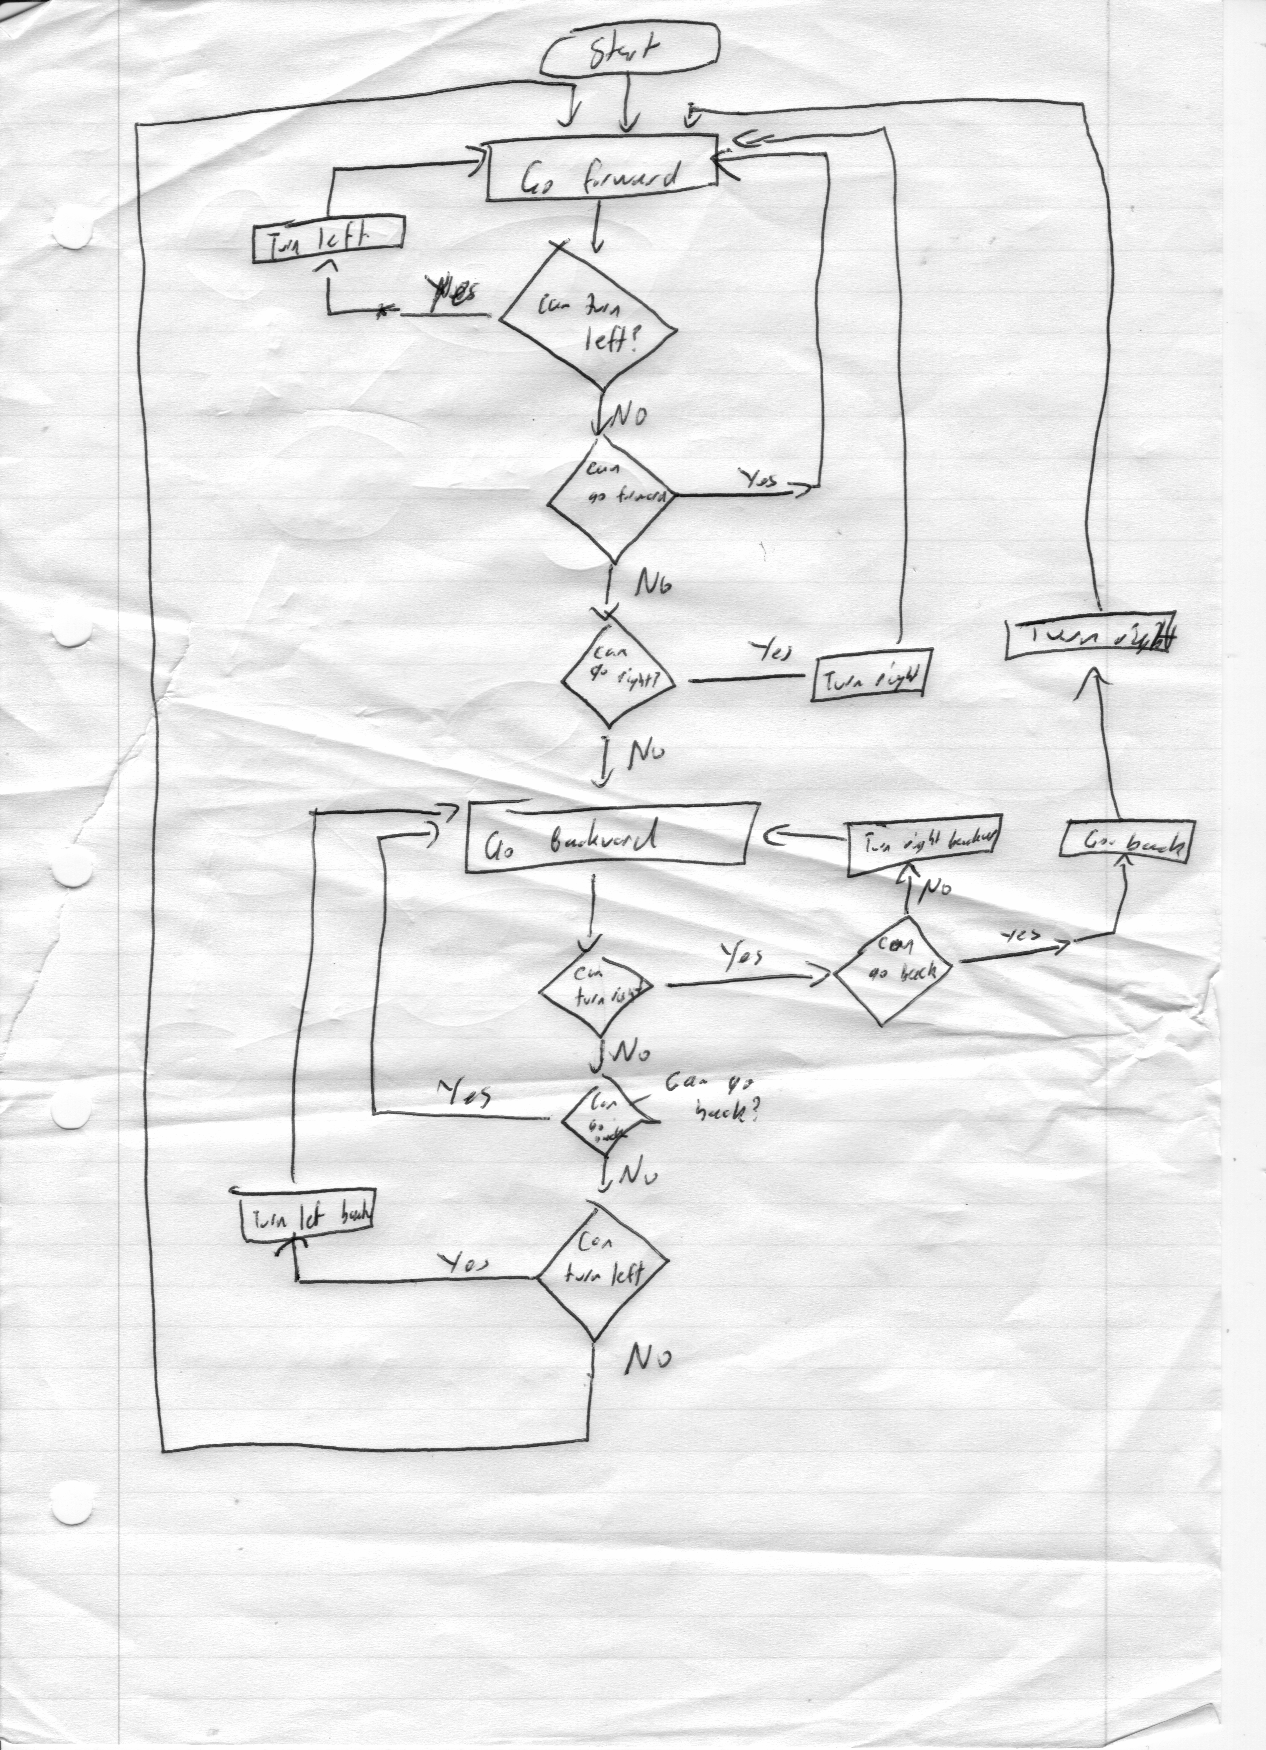 Start
Go forward
Turn left
Yes
can turn
left?
No
can
go forward
Yes
No
can
go right?
Yes
Turn right
Turn right
No
Go Backward
Turn right backwar
Go back
No
can
go back
Yes
Yes
can
turn right
No
Can
go
back
Can go
back?
Yes
No
Turn left back
Can
turn left
Yes
No